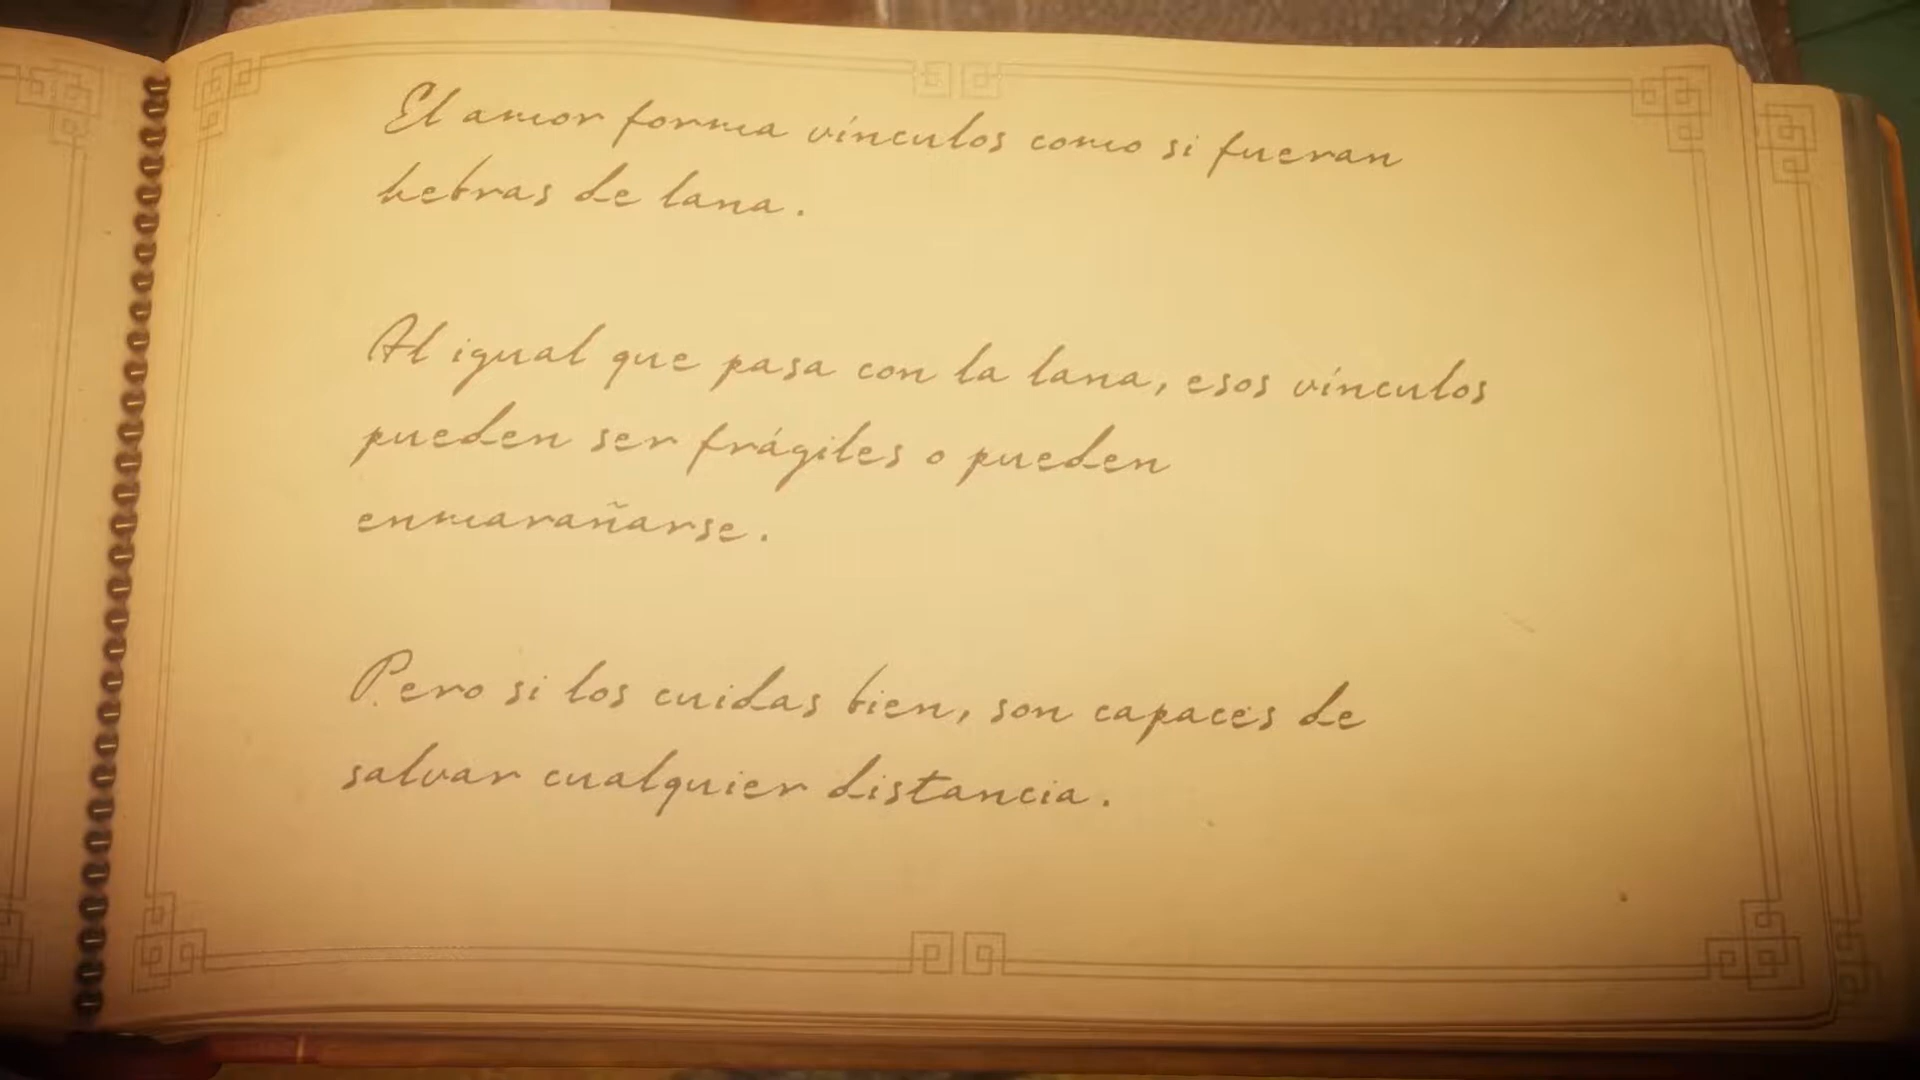 El amor forma vínculos como si fueran
hebras de lana.
Al igual que pasa con la lana, esos vínculos
pueden ser frágiles o pueden
enmarañarse.
Pero si los cuidas bien, son capaces de
salvar cualquier distancia.